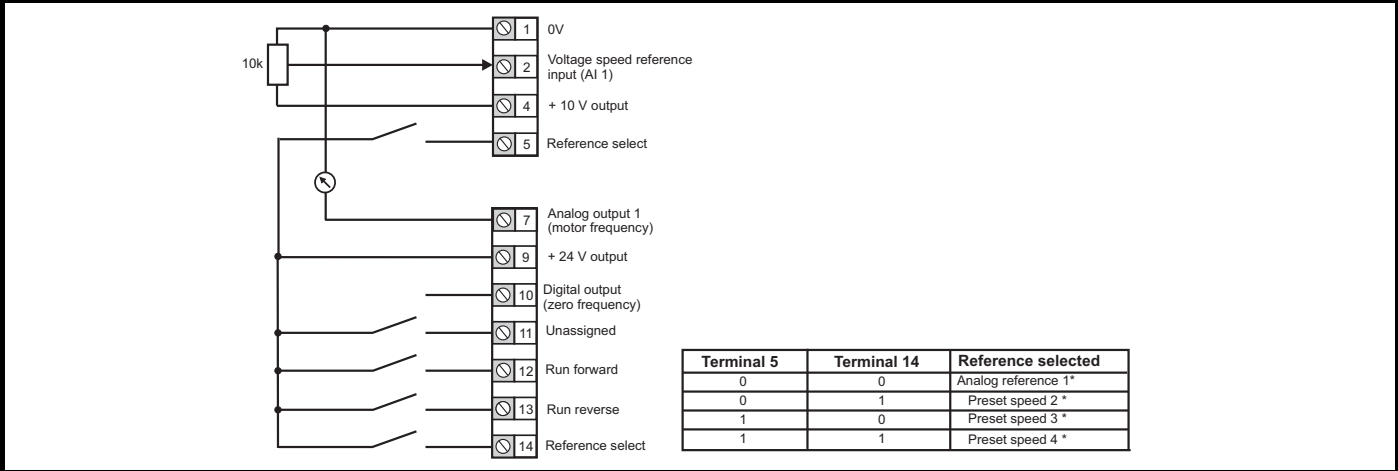 1 0V
10k
2 Voltage speed reference
input (AI 1)
4 + 10 V output
5 Reference select
7 Analog output 1
(motor frequency)
9 + 24 V output
10 Digital output
(zero frequency)
11 Unassigned
12 Run forward
13 Run reverse
14 Reference select
Terminal 5 Terminal 14 Reference selected
0 0 Analog reference 1*
0 1 Preset speed 2 *
1 0 Preset speed 3 *
1 1 Preset speed 4 *